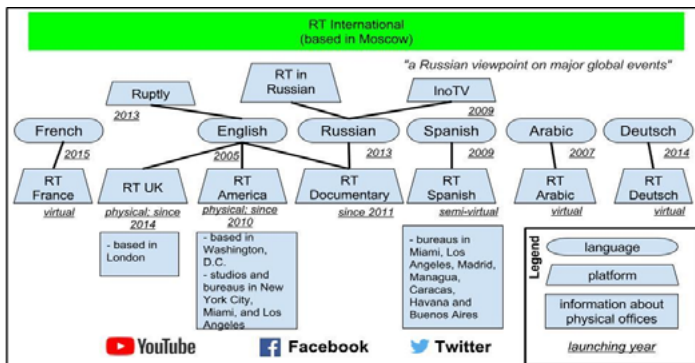 RT International
(based in Moscow)
"a Russian viewpoint on major global events"
RT in
Russian
Ruptly
2013
InoTV
2009
French
2015
English
2005
Russian
2013
Spanish
2009
Arabic
2007
Deutsch
2014
RT
France
virtual
RT UK
physical; since
2014
RT
America
physical; since
2010
RT
Documentary
since 2011
RT
Spanish
semi-virtual
RT
Arabic
virtual
RT
Deutsch
virtual
- based in
London
- based in
Washington,
D.C.
- studios and
bureaus in New
York City,
Miami, and Los
Angeles
- bureaus in
Miami, Los
Angeles, Madrid,
Managua,
Caracas,
Havana and
Buenos Aires
Legend
language
platform
information about
physical offices
launching year
YouTube
Facebook
Twitter